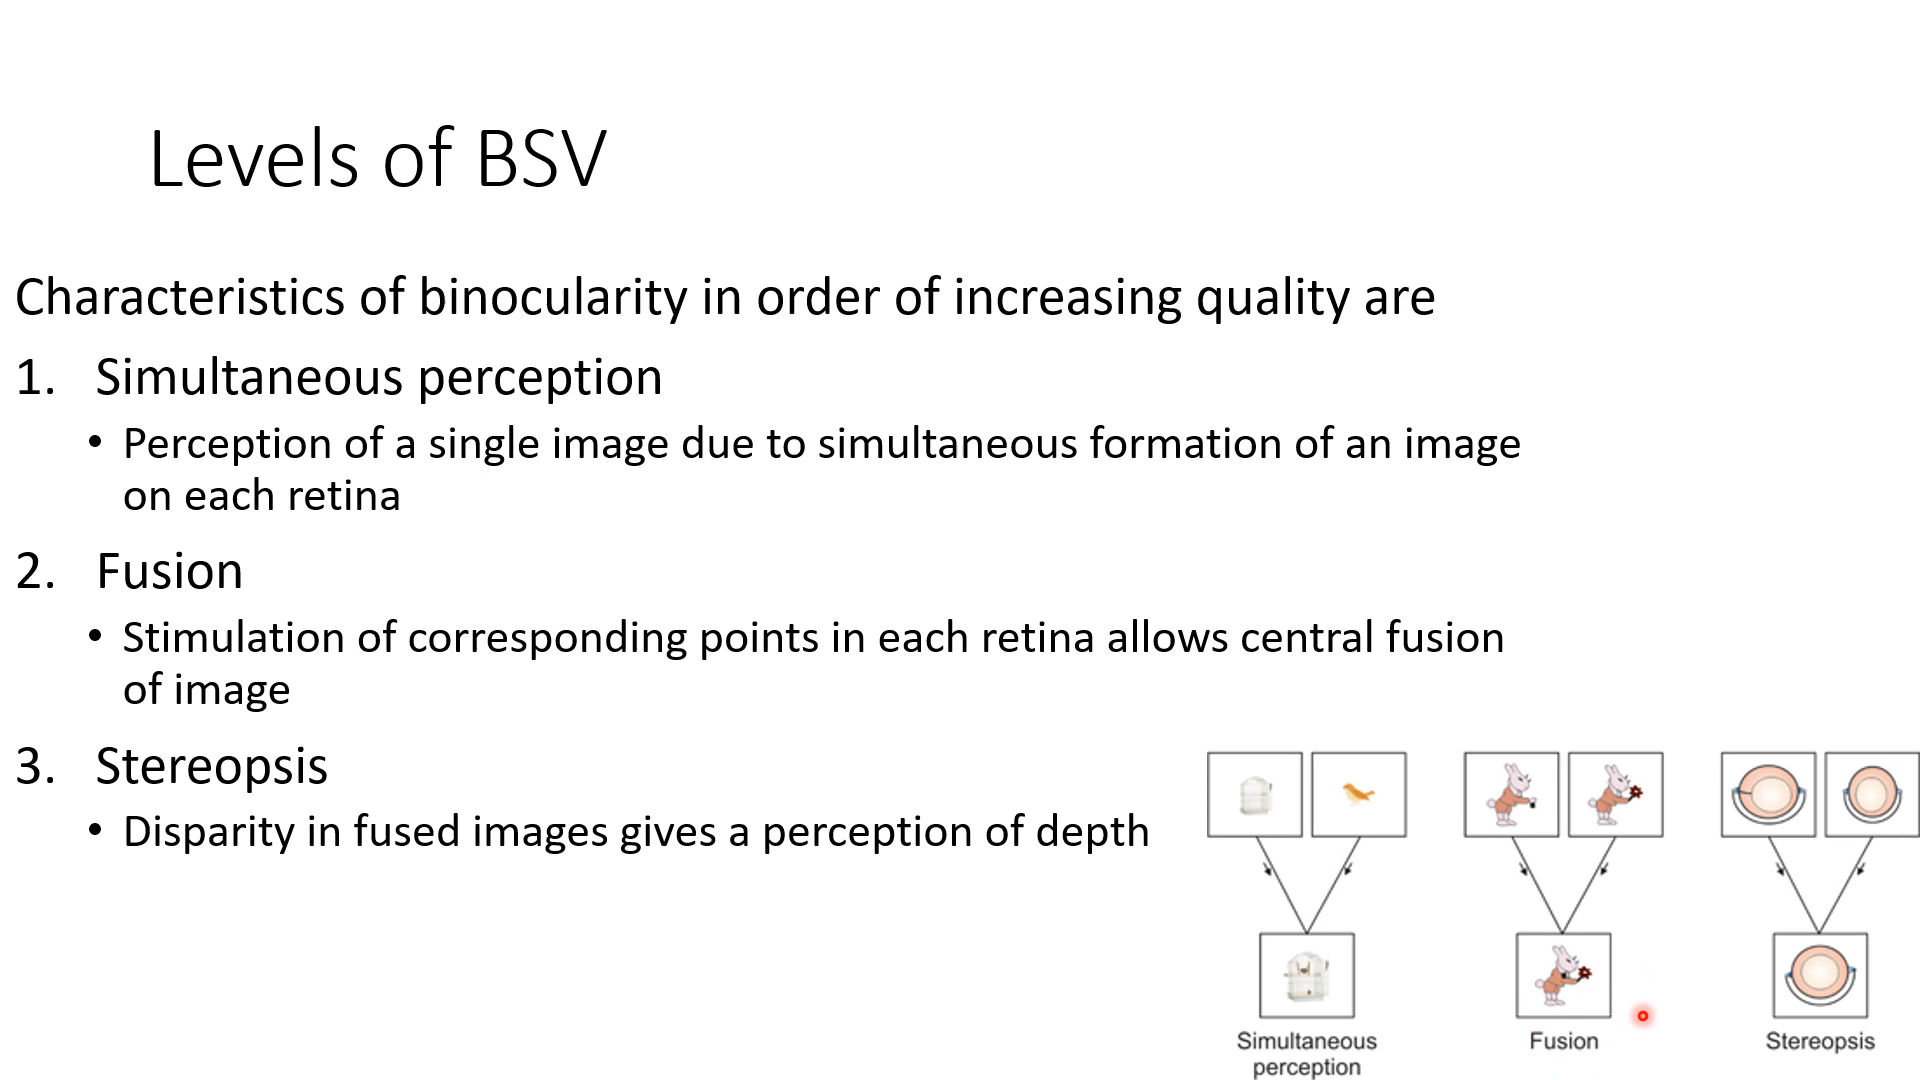 Levels of BSV
Characteristics of binocularity in order of increasing quality are
1. Simultaneous perception
• Perception of a single image due to simultaneous formation of an image
on each retina
2. Fusion
• Stimulation of corresponding points in each retina allows central fusion
of image
3. Stereopsis
• Disparity in fused images gives a perception of depth
Simultaneous
perception
Fusion
Stereopsis